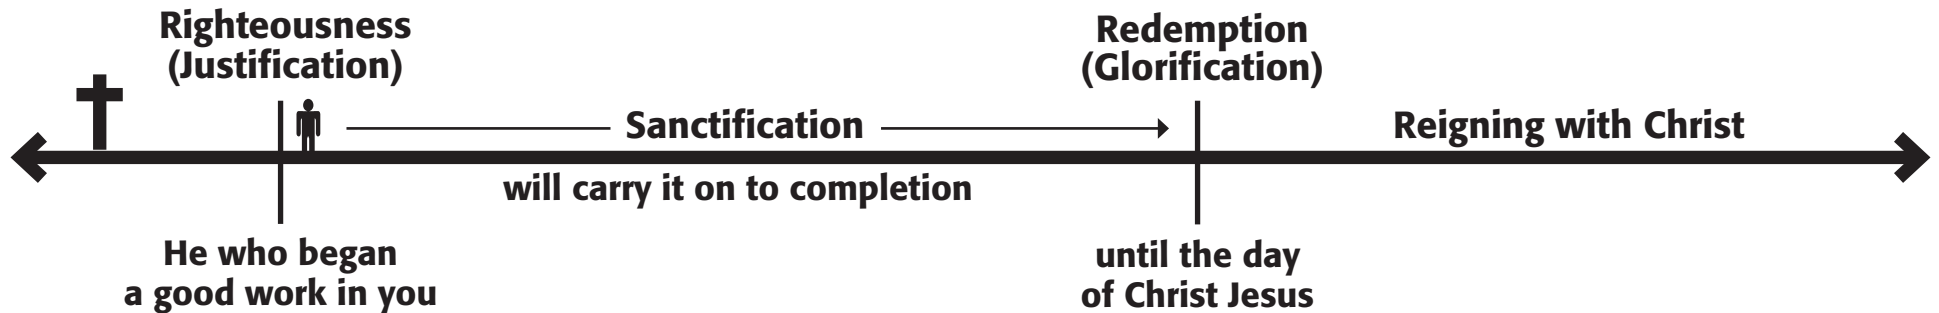 Righteousness
(Justification)
Redemption
(Glorification)
Sanctification
Reigning with Christ
will carry it on to completion
He who began
a good work in you
until the day
of Christ Jesus